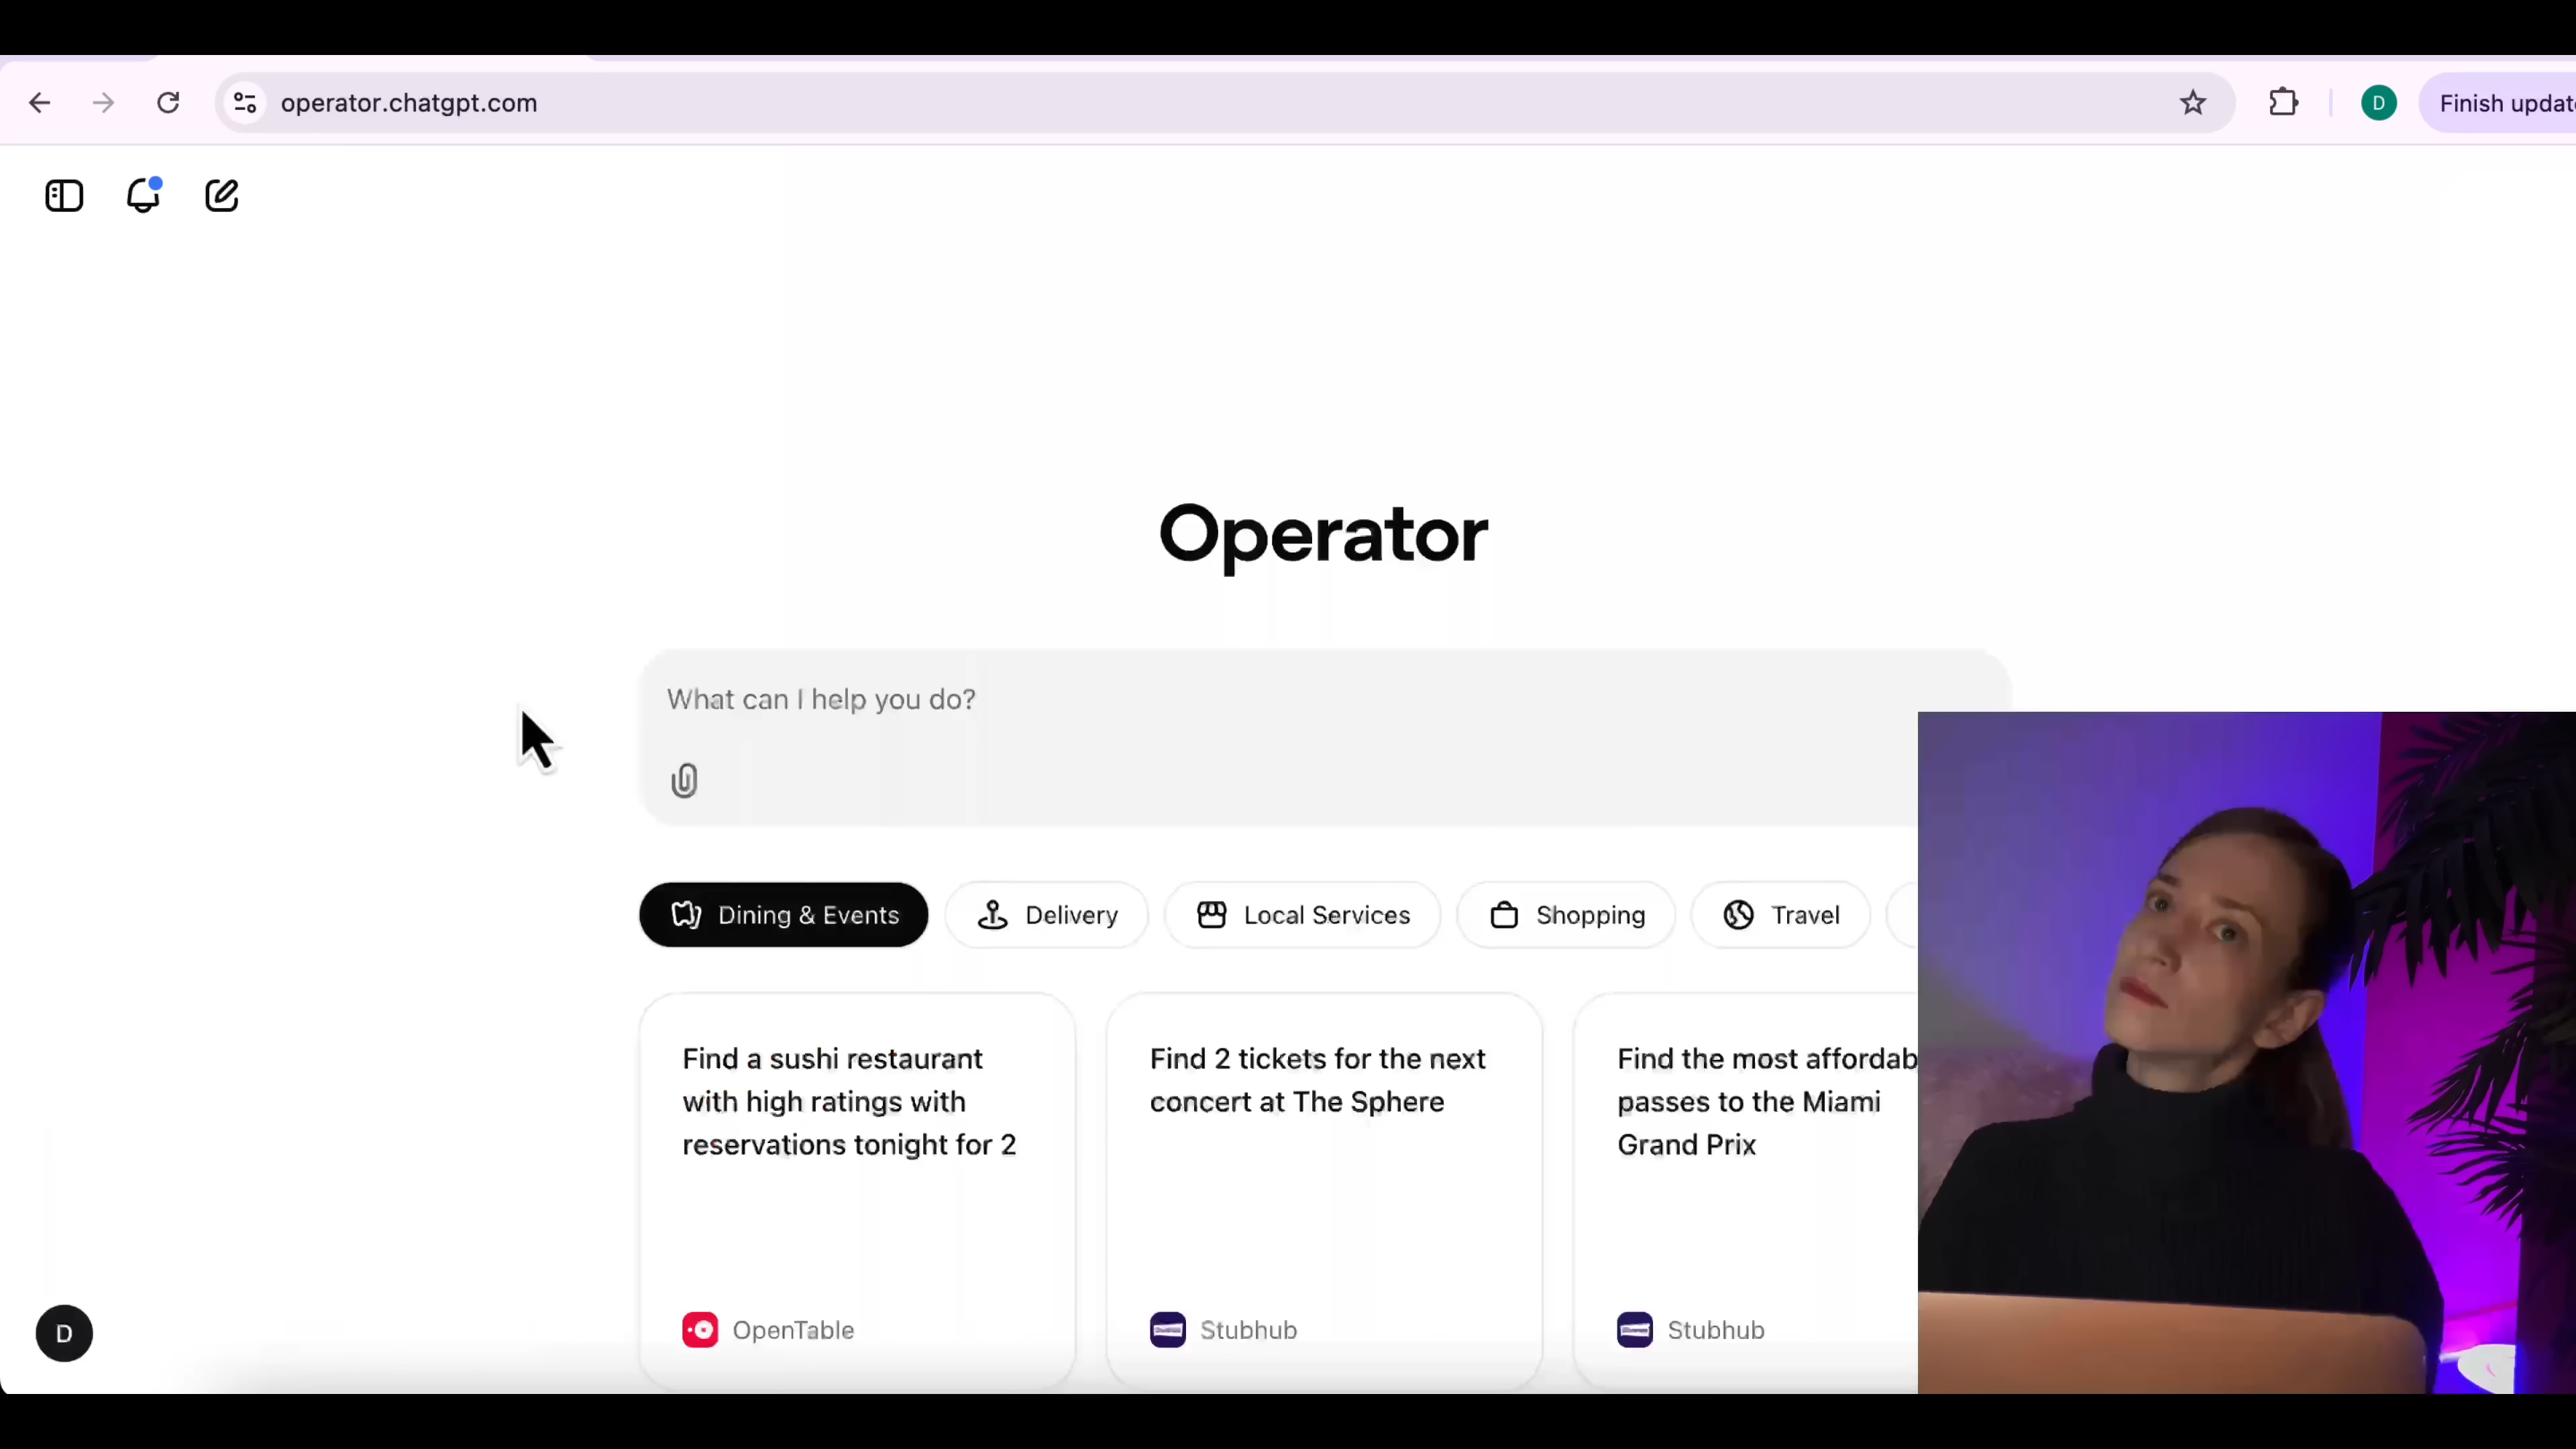 operator.chatgpt.com
D
Finish updat
Operator
What can I help you do?
Dining & Events
Delivery
Local Services
Shopping
Travel
Find a sushi restaurant
with high ratings with
reservations tonight for 2
OpenTable
Find 2 tickets for the next
concert at The Sphere
Stubhub
Find the most affordab
passes to the Miami
Grand Prix
Stubhub
D